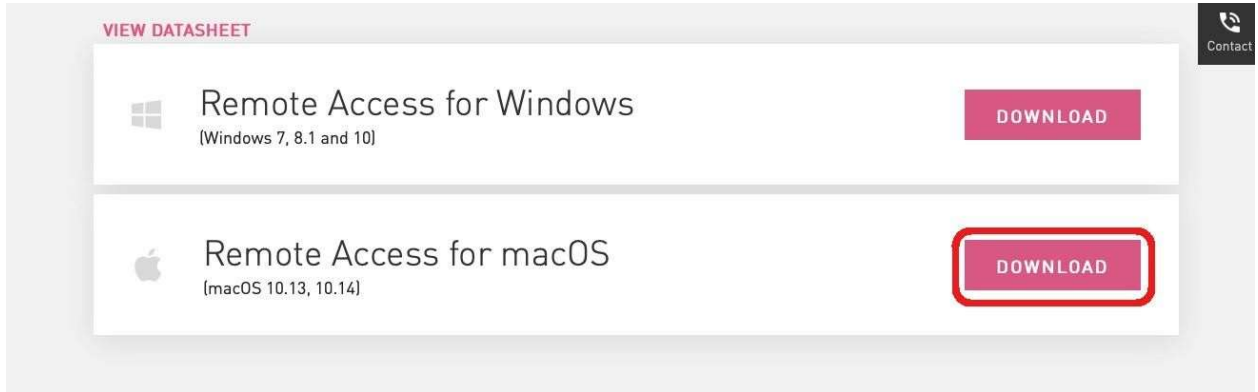 VIEW DATASHEET
Contact
Remote Access for Windows
(Windows 7, 8.1 and 10)
DOWNLOAD
Remote Access for macOS
(macOS 10.13, 10.14)
DOWNLOAD